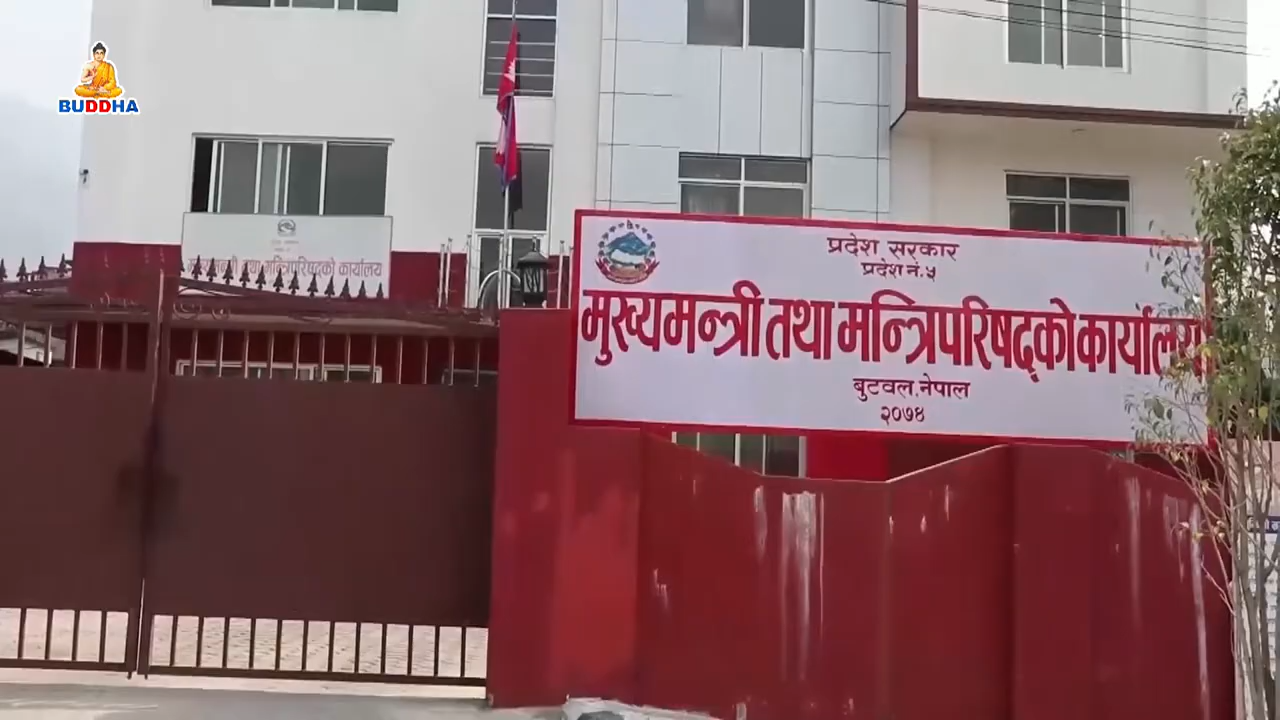 BUDDHA
प्रदेश सरकार
प्रदेश नं. ५
मुख्यमन्त्री तथा मन्त्रिपरिषद्को कार्यालय
बुटवल, नेपाल
२०७४
मुख्यमन्त्री तथा मन्त्रिपरिषद्को कार्यालय